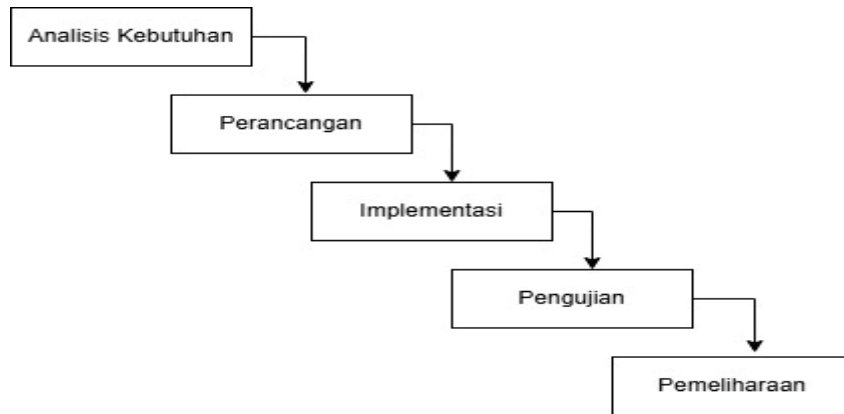 Analisis Kebutuhan
Perancangan
Implementasi
Pengujian
Pemeliharaan